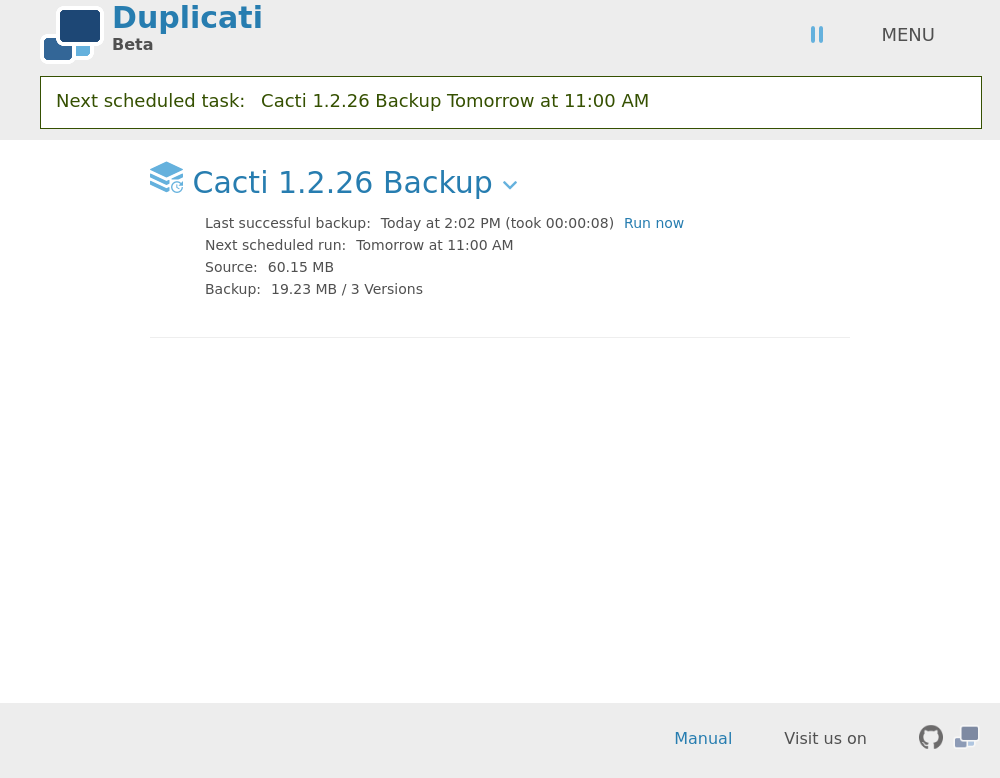 Duplicati
Beta
MENU
Next scheduled task: Cacti 1.2.26 Backup Tomorrow at 11:00 AM
Cacti 1.2.26 Backup
Last successful backup: Today at 2:02 PM (took 00:00:08) Run now
Next scheduled run: Tomorrow at 11:00 AM
Source: 60.15 MB
Backup: 19.23 MB / 3 Versions
Manual Visit us on